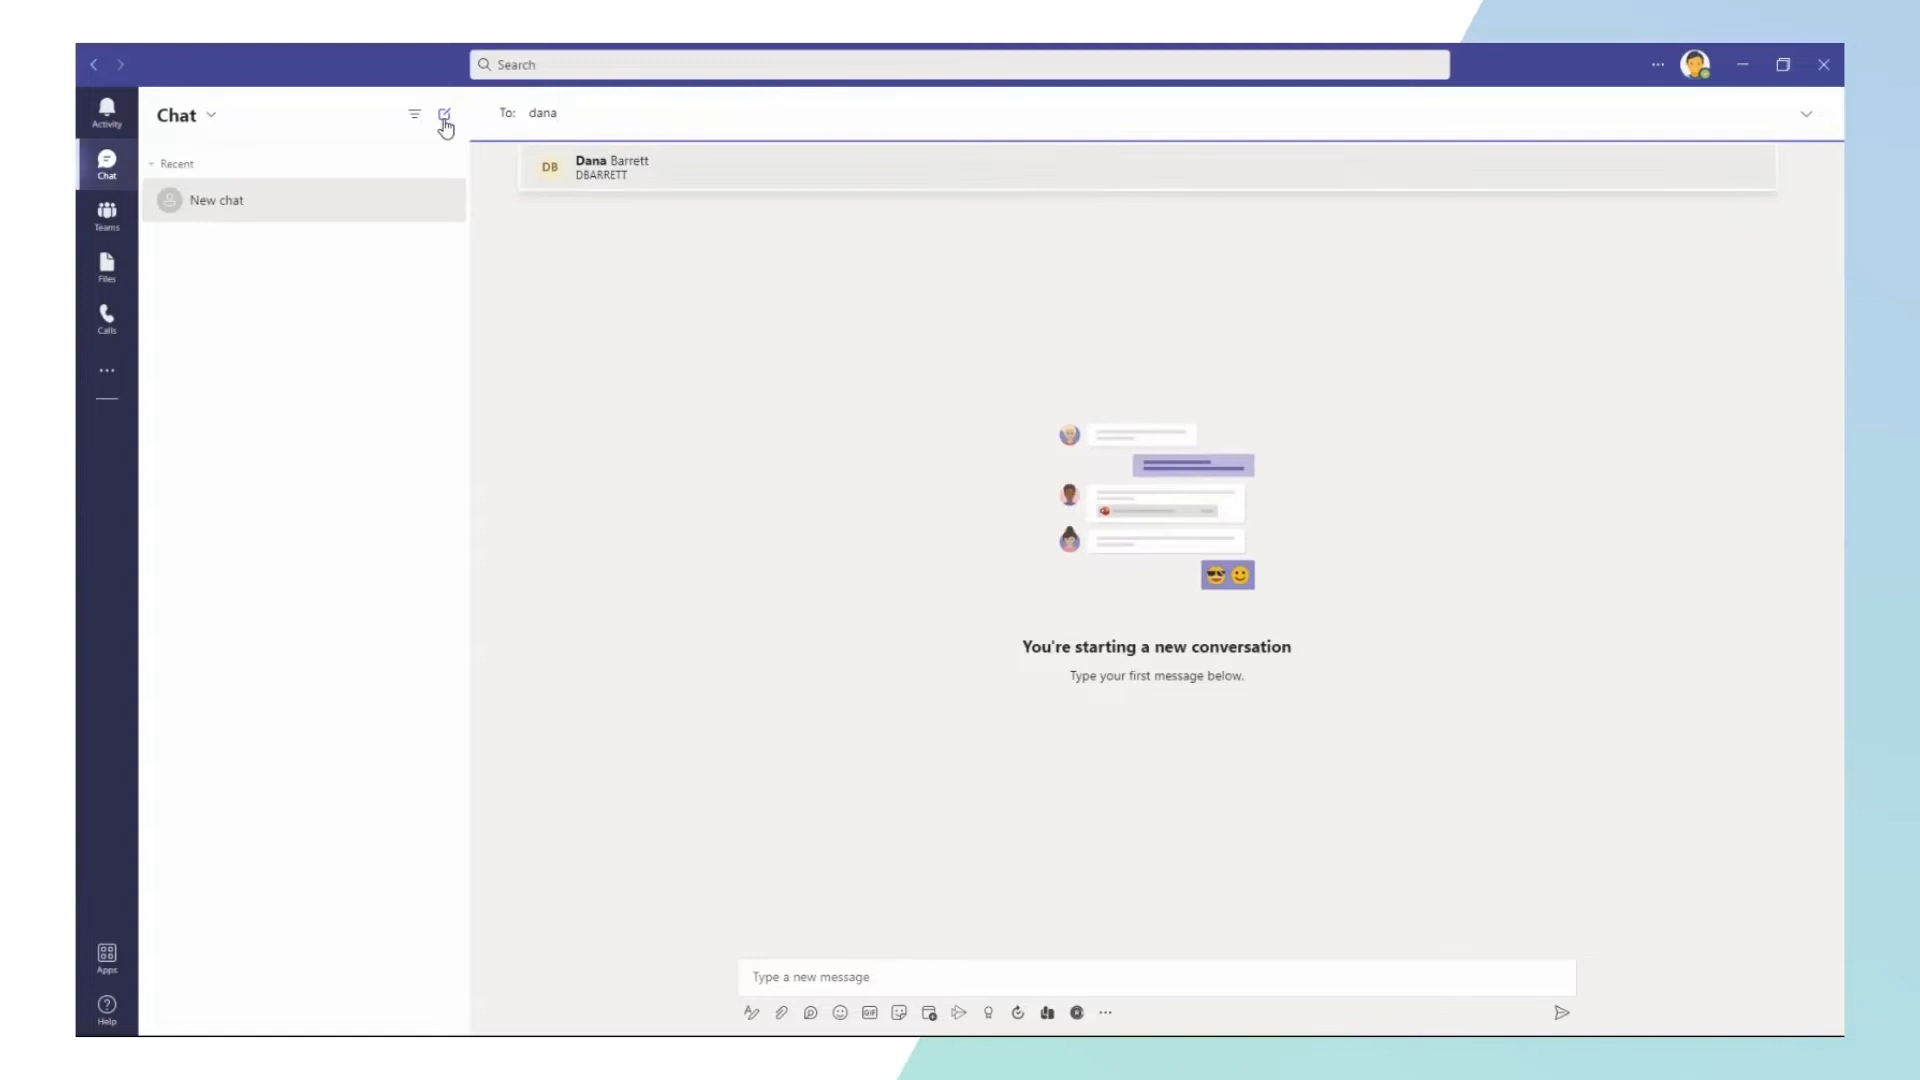 Search
Activity
Chat
To: dana
Recent
Dana Barrett
DBARRETT
DB
Chat
New chat
Teams
Files
Calls
You're starting a new conversation
Type your first message below.
Type a new message
GIF
Apps
Help